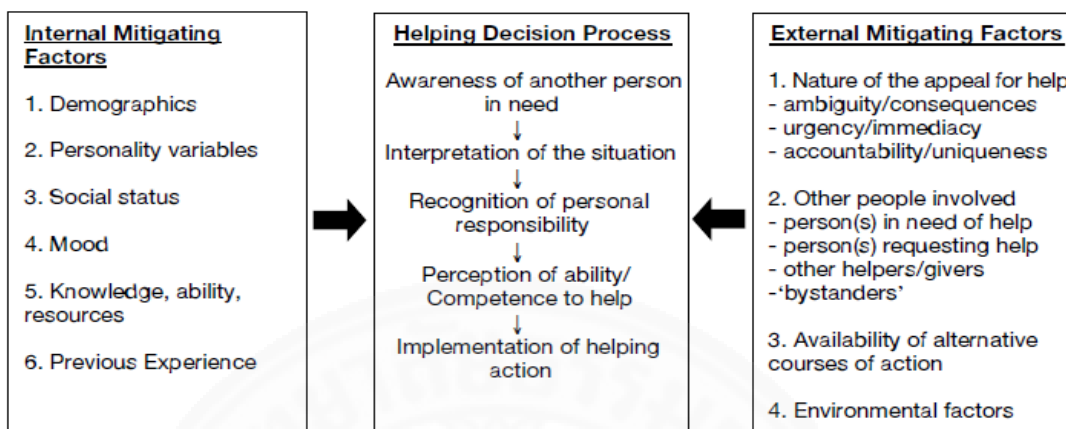 Internal Mitigating
Factors
1. Demographics
2. Personality variables
3. Social status
4. Mood
5. Knowledge, ability,
resources
6. Previous Experience
Helping Decision Process
Awareness of another person
in need
↓
Interpretation of the situation
↓
Recognition of personal
responsibility
↓
Perception of ability/
Competence to help
↓
Implementation of helping
action
External Mitigating Factors
1. Nature of the appeal for help
- ambiguity/consequences
- urgency/immediacy
- accountability/uniqueness
2. Other people involved
- person(s) in need of help
- person(s) requesting help
- other helpers/givers
-‘bystanders’
3. Availability of alternative
courses of action
4. Environmental factors